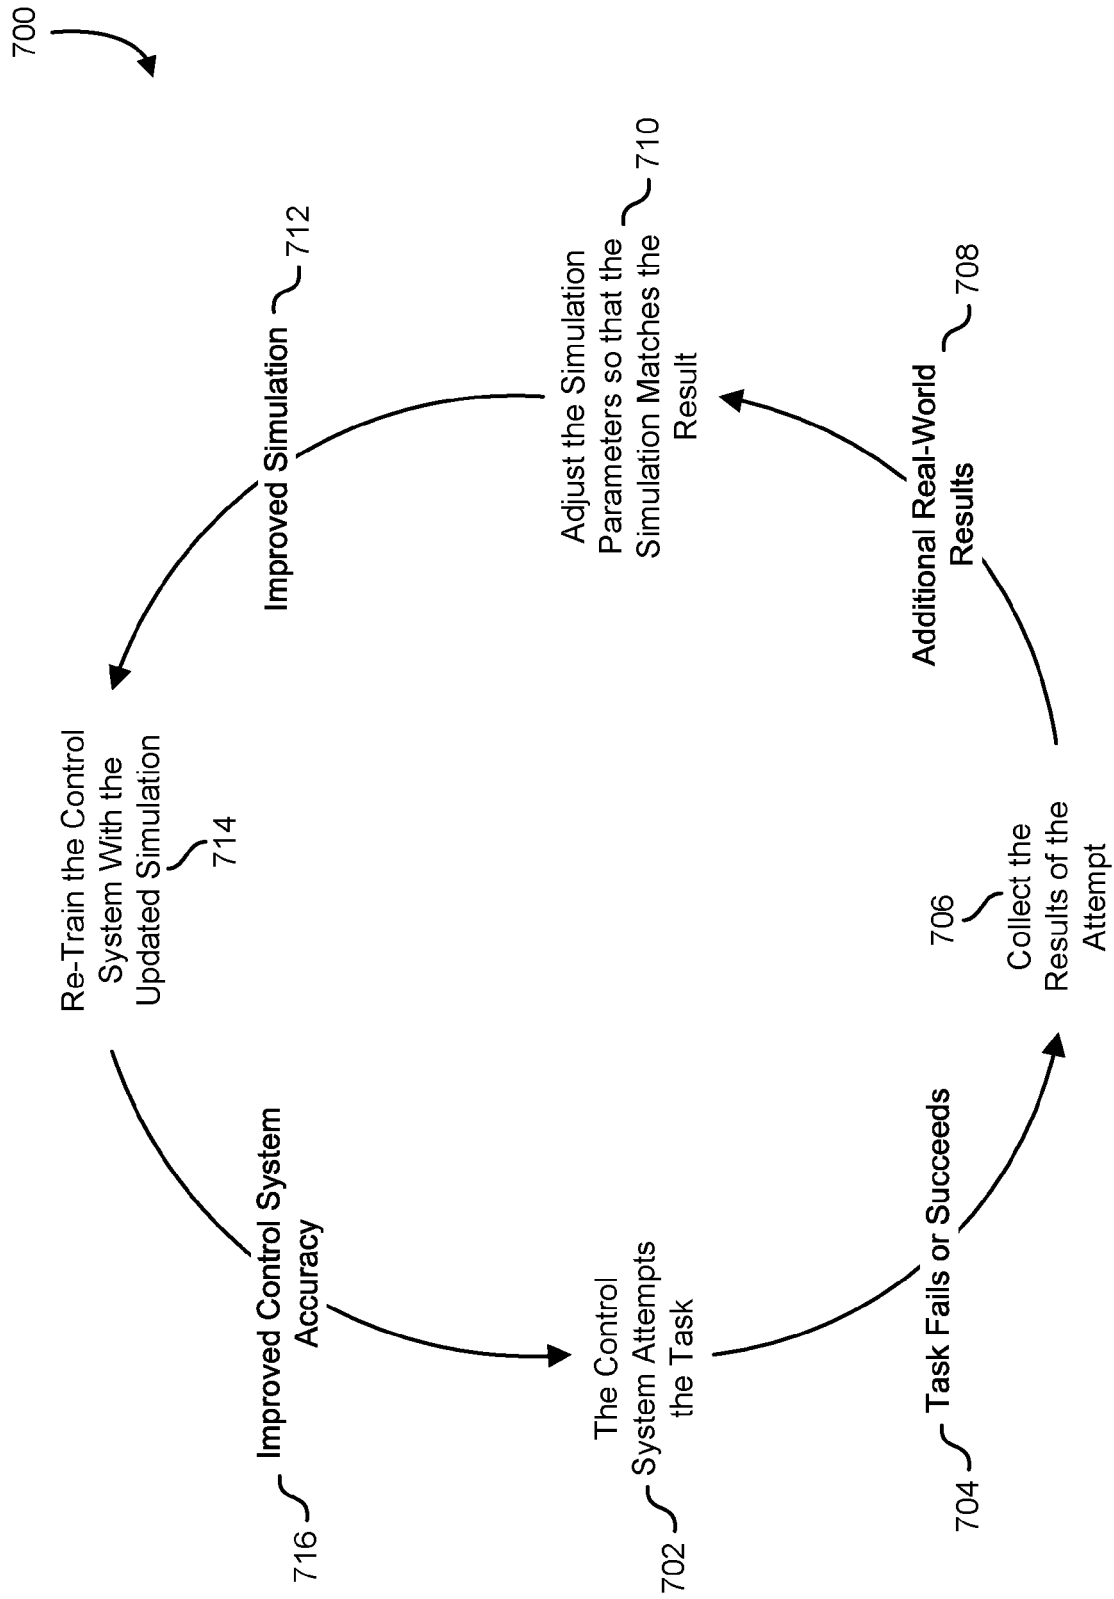 700
Re-Train the Control
System With the
Updated Simulation
714
Improved Simulation
712
Adjust the Simulation
Parameters so that the
Simulation Matches the
Result
710
Additional Real-World
Results
708
706
Collect the
Results of the
Attempt
Task Fails or Succeeds
704
The Control
System Attempts
the Task
702
Improved Control System
Accuracy
716